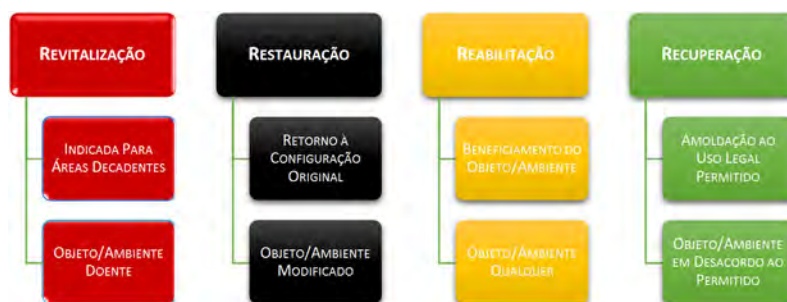 REVITALIZAÇÃO
INDICADA PARA
ÁREAS DECADENTES
OBJETO/AMBIENTE
DOENTE
RESTAURAÇÃO
RETORNO À
CONFIGURAÇÃO
ORIGINAL
OBJETO/AMBIENTE
MODIFICADO
REABILITAÇÃO
BENEFICIAMENTO DO
OBJETO/AMBIENTE
OBJETO/AMBIENTE
QUALQUER
RECUPERAÇÃO
AMOLDAÇÃO AO
USO LEGAL
PERMITIDO
OBJETO/AMBIENTE
EM DESACORDO AO
PERMITIDO